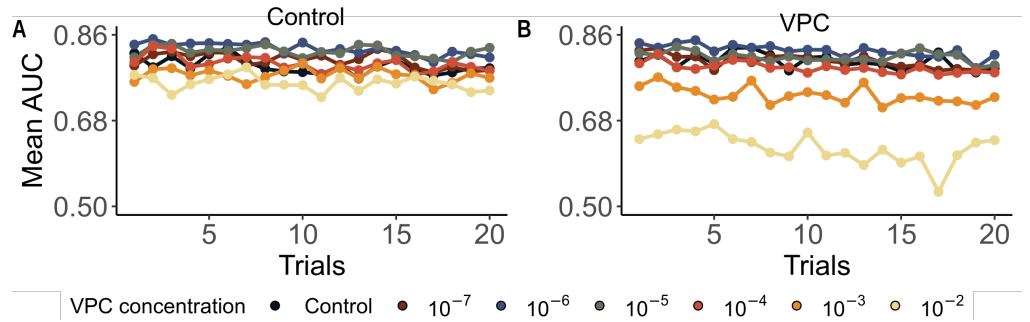 A
Control
Mean AUC
0.86
0.68
0.50
5
10
15
20
Trials
B
VPC
0.86
0.68
0.50
5
10
15
20
Trials
VPC concentration Control 10⁻⁷ 10⁻⁶ 10⁻⁵ 10⁻⁴ 10⁻³ 10⁻²